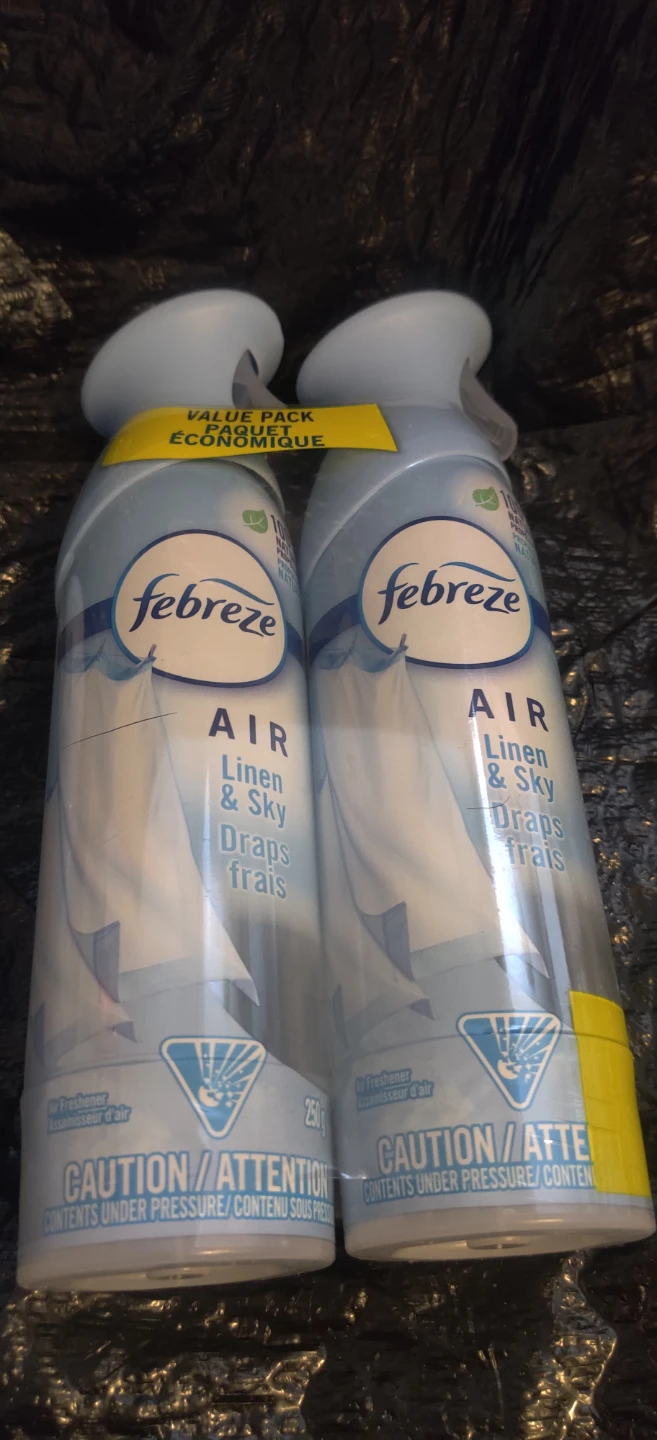 VALUE PACK
PAQUET
ÉCONOMIQUE
febreze
AIR
Linen
& Sky
Draps
frais
Air Freshener
Assainisseur d'air
250 g
CAUTION / ATTENTION
CONTENTS UNDER PRESSURE / CONTENU SOUS
febreze
AIR
Linen
& Sky
Draps
frais
Air Freshener
Assainisseur d'air
CAUTION / ATTE
CONTENTS UNDER PRESSURE / CONTEN